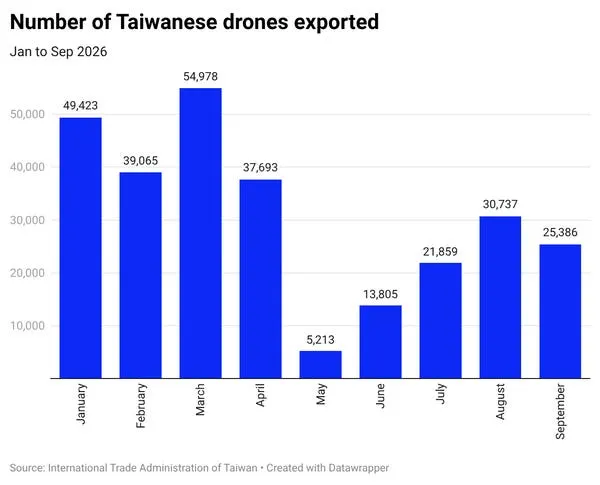 Number of Taiwanese drones exported
Jan to Sep 2026
54,978
49,423
50,000
39,065
37,693
40,000
30,737
30,000
25,386
21,859
20,000
13,805
10,000
5,213
January
February
March
April
May
June
July
August
September
Source: International Trade Administration of Taiwan • Created with Datawrapper